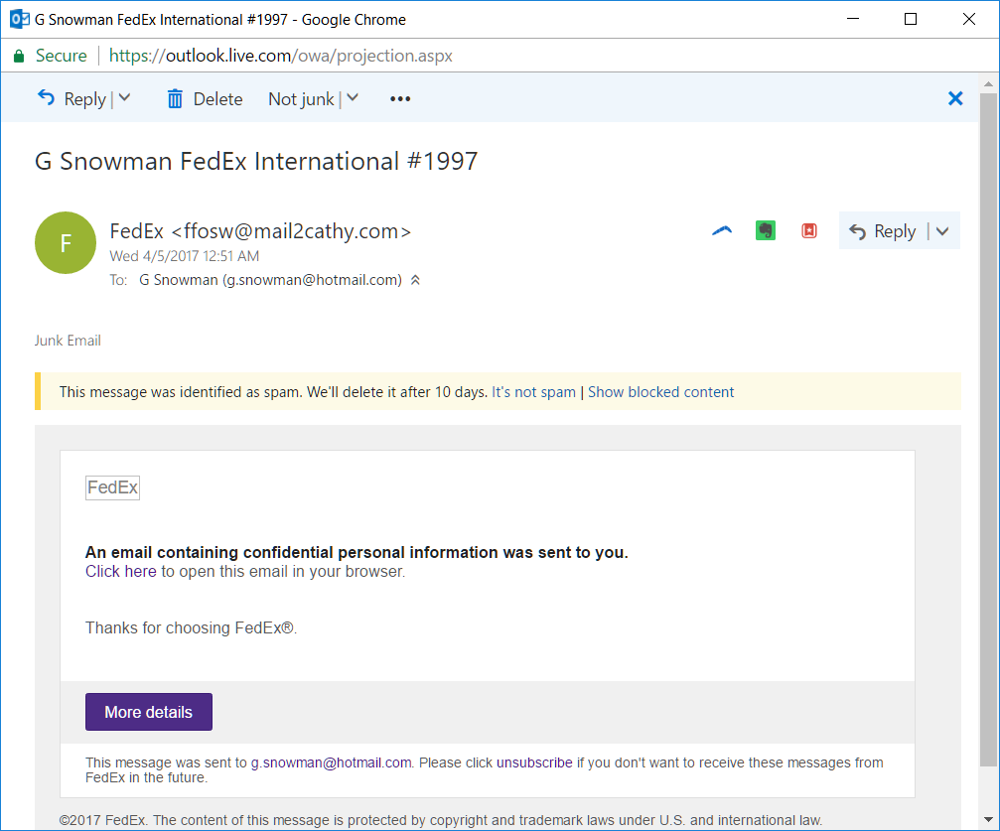 G Snowman FedEx International #1997 - Google Chrome
Secure | https://outlook.live.com/owa/projection.aspx
Reply | Delete Not junk | •••
G Snowman FedEx International #1997
F
FedEx <ffosw@mail2cathy.com>
Reply |
Wed 4/5/2017 12:51 AM
To: G Snowman (g.snowman@hotmail.com)
Junk Email
This message was identified as spam. We'll delete it after 10 days. It's not spam | Show blocked content
FedEx
An email containing confidential personal information was sent to you.
Click here to open this email in your browser.
Thanks for choosing FedEx®.
More details
This message was sent to g.snowman@hotmail.com. Please click unsubscribe if you don't want to receive these messages from
FedEx in the future.
©2017 FedEx. The content of this message is protected by copyright and trademark laws under U.S. and international law.